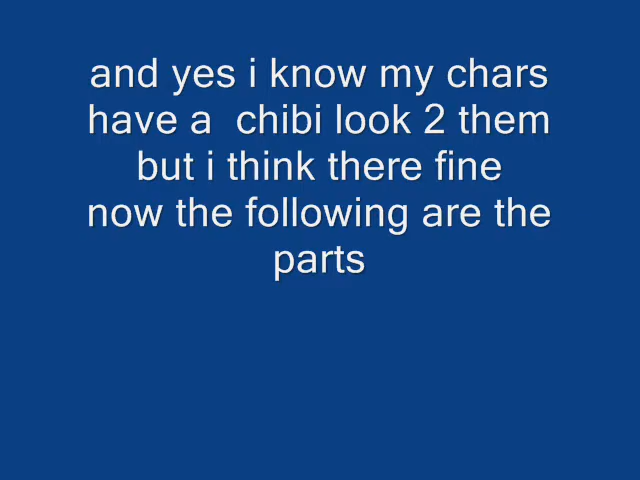 and yes i know my chars
have a  chibi look 2 them
but i think there fine
now the following are the
parts